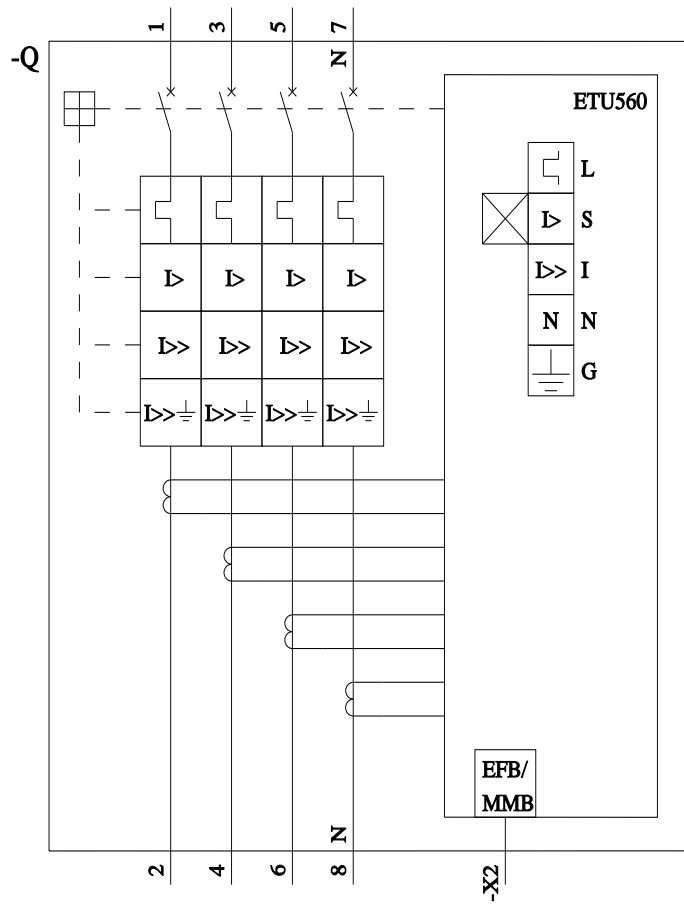 1 3 5 7
-Q
N
ETU560
L
I> S
I>> I
N N
G
I> I> I> I>
I>> I>> I>> I>>
I>> I>> I>> I>>
EFB/
MMB
N
2 4 6 8
-X2